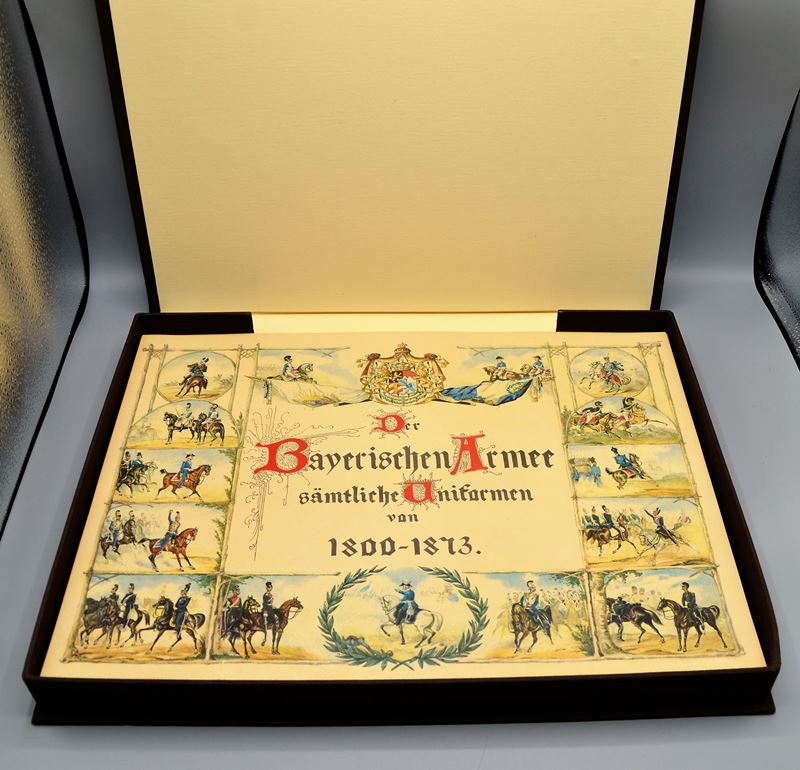 Der
Bayerischen Armee
sämtliche Uniformen
von
1800-1873.